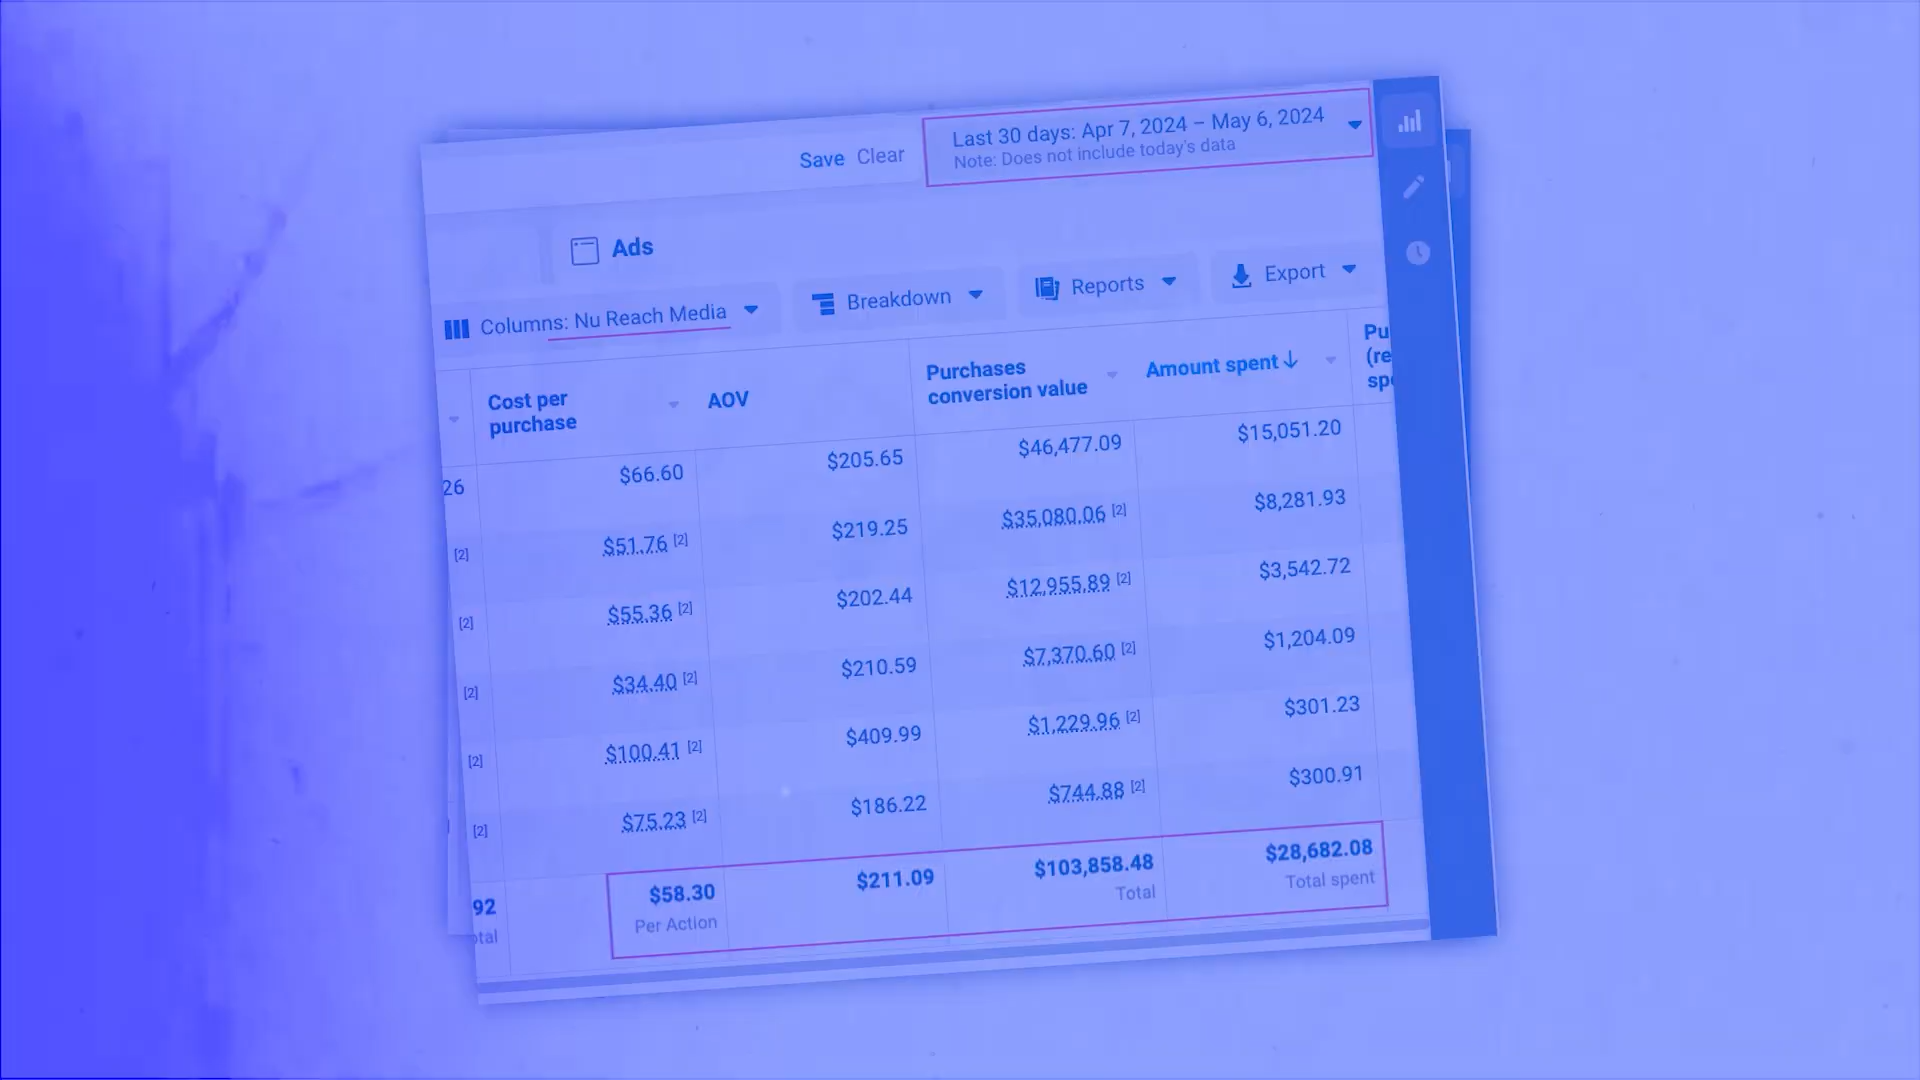 Save Clear
Last 30 days: Apr 7, 2024 – May 6, 2024
Note: Does not include today's data
Ads
Columns: Nu Reach Media
Breakdown
Reports
Export
Cost per purchase AOV Purchases conversion value Amount spent ↓ Pu (re spe
26 $66.60 $205.65 $46,477.09 $15,051.20
[2] $51.76 [2] $219.25 $35,080.06 [2] $8,281.93
[2] $55.36 [2] $202.44 $12,955.89 [2] $3,542.72
[2] $34.40 [2] $210.59 $7,370.60 [2] $1,204.09
[2] $100.41 [2] $409.99 $1,229.96 [2] $301.23
[2] $75.23 [2] $186.22 $744.88 [2] $300.91
92 $58.30 $211.09 $103,858.48 $28,682.08
otal Per Action Total Total spent